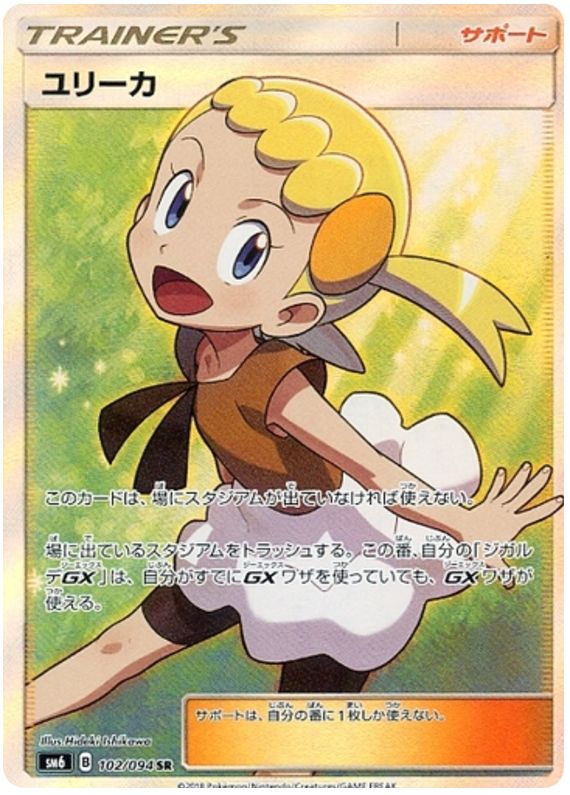 TRAINER'S サポート
ユリーカ
このカードは、場にスタジアムが出ていなければ使えない。
場に出ているスタジアムをトラッシュする。この番、自分の「ジガル
デGX」は、自分がすでにGXワザを使っていても、GXワザが
使える。
サポートは、自分の番に1枚しか使えない。
Illus. Hideki Ishikawa
SM6 B 102/094 SR
©2018 Pokémon/Nintendo/Creatures/GAME FREAK